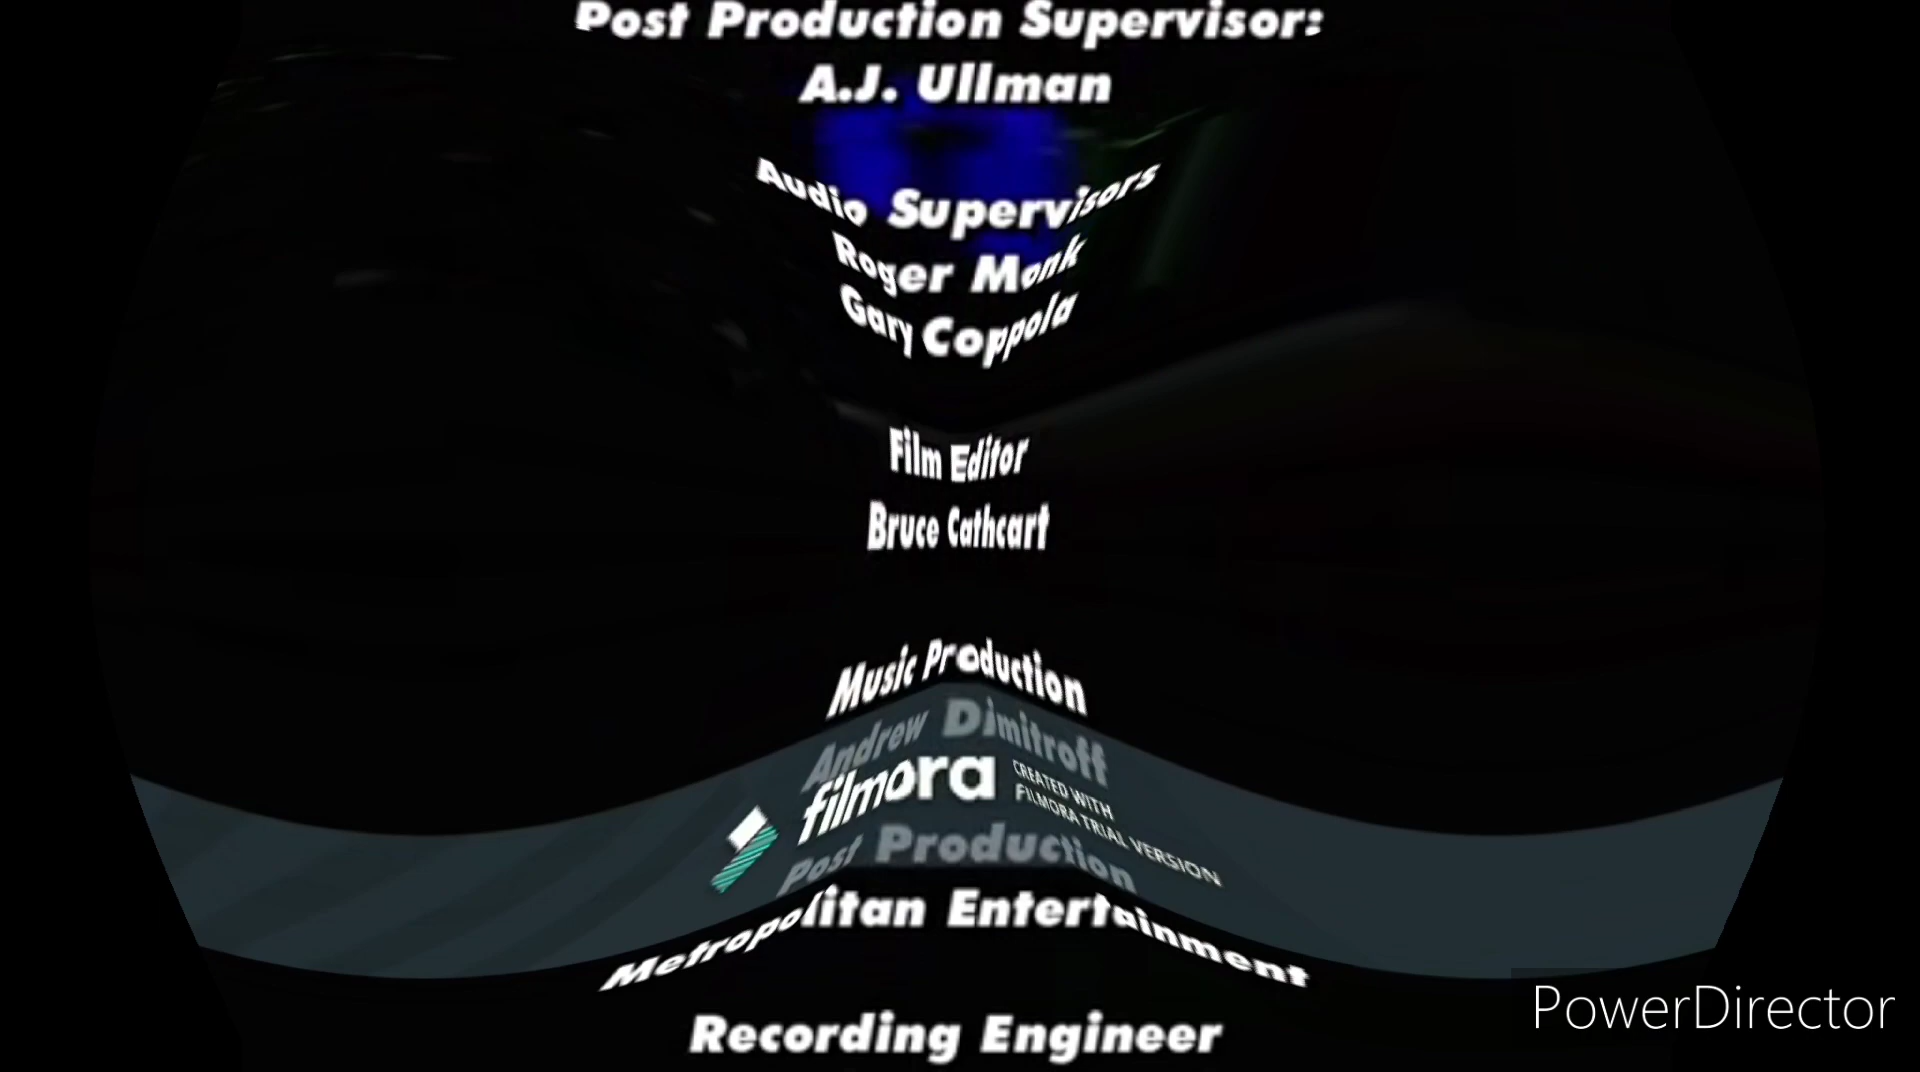 Post Production Supervisor:
A.J. Ullman
Audio Supervisors
Roger Monk
Gary Coppola
Film Editor
Bruce Cathcart
Music Production
Andrew Dimitroff
filmora
CREATED WITH
FILMORA TRIAL VERSION
Post Production
Metropolitan Entertainment
Recording Engineer
PowerDirector